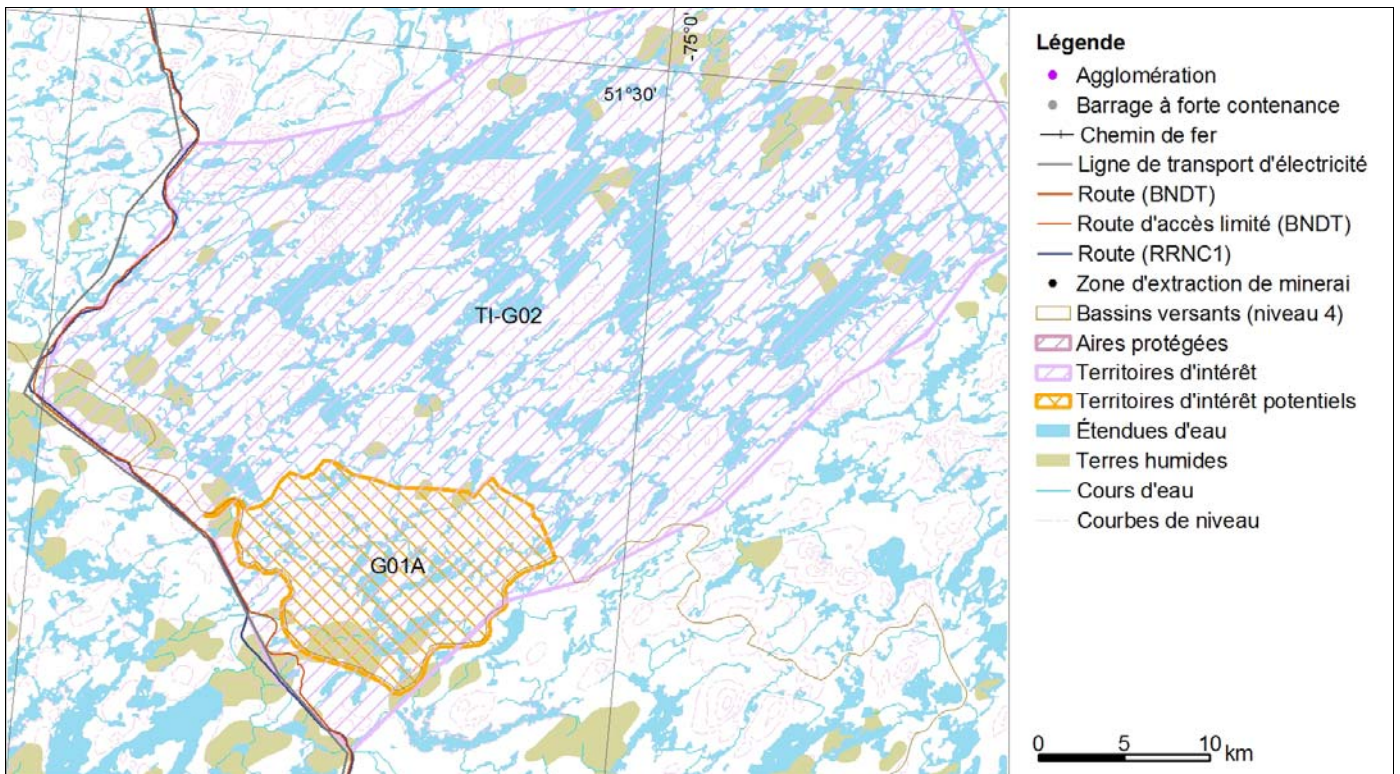 -75°0'
51°30'
TI-G02
G01A
Légende
Agglomération
Barrage à forte contenance
Chemin de fer
Ligne de transport d'électricité
Route (BNDT)
Route d'accès limité (BNDT)
Route (RRNC1)
Zone d'extraction de minerai
Bassins versants (niveau 4)
Aires protégées
Territoires d'intérêt
Territoires d'intérêt potentiels
Étendues d'eau
Terres humides
Cours d'eau
Courbes de niveau
0 5 10 km